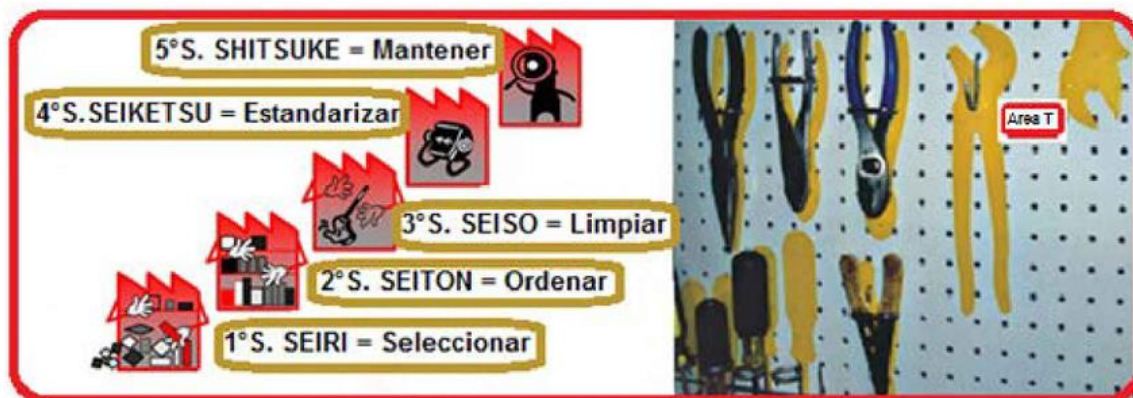 5°S. SHITSUKE = Mantener
4°S.SEIKETSU = Estandarizar
3°S. SEISO = Limpiar
2°S. SEITON = Ordenar
1°S. SEIRI = Seleccionar
Area T